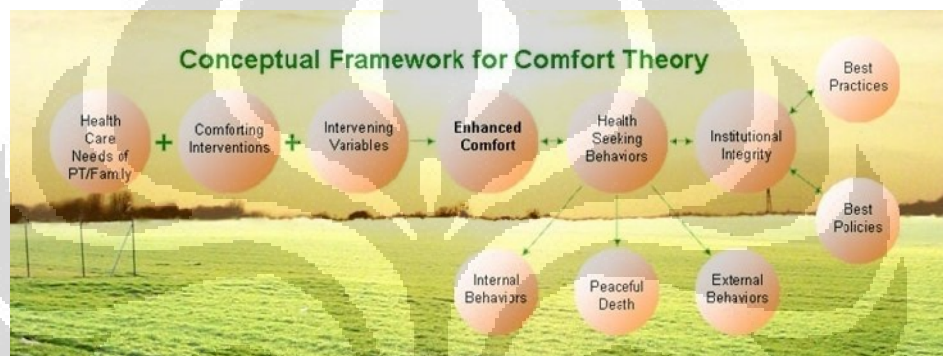 Conceptual Framework for Comfort Theory
Health
Care
Needs of
PT/Family
+
Comforting
Interventions
+
Intervening
Variables
Enhanced
Comfort
Health
Seeking
Behaviors
Institutional
Integrity
Best
Practices
Best
Policies
Internal
Behaviors
Peaceful
Death
External
Behaviors